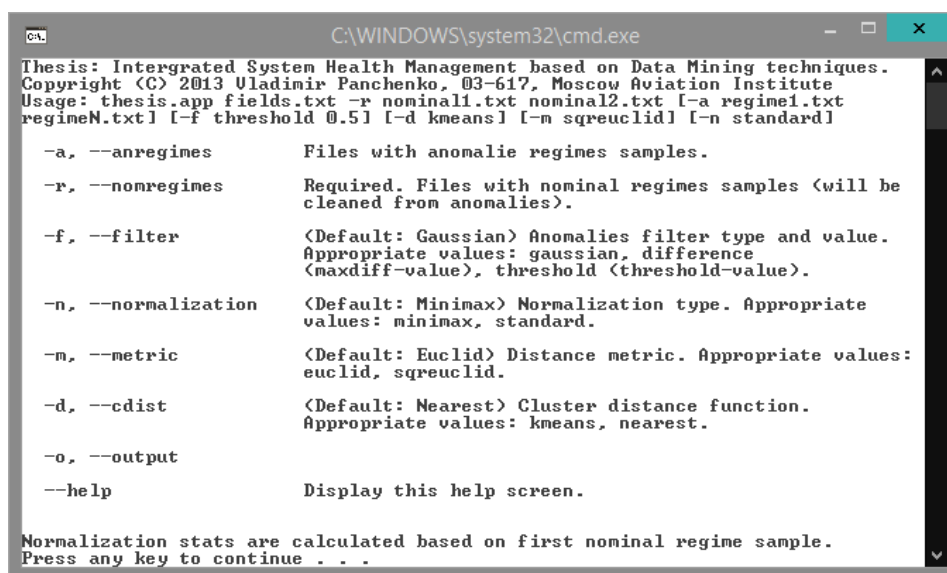 C:\WINDOWS\system32\cmd.exe
Thesis: Intergrated System Health Management based on Data Mining techniques.
Copyright (C) 2013 Vladimir Panchenko, 03-617, Moscow Aviation Institute
Usage: thesis.app fields.txt -r nominal1.txt nominal2.txt [-a regime1.txt
regimeN.txt] [-f threshold 0.5] [-d kmeans] [-m sqreuclid] [-n standard]
-a, --anregimes Files with anomalie regimes samples.
-r, --nomregimes Required. Files with nominal regimes samples (will be
cleaned from anomalies).
-f, --filter (Default: Gaussian) Anomalies filter type and value.
Appropriate values: gaussian, difference
(maxdiff-value), threshold (threshold-value).
-n, --normalization (Default: Minimax) Normalization type. Appropriate
values: minimax, standard.
-m, --metric (Default: Euclid) Distance metric. Appropriate values:
euclid, sqreuclid.
-d, --cdist (Default: Nearest) Cluster distance function.
Appropriate values: kmeans, nearest.
-o, --output
--help Display this help screen.
Normalization stats are calculated based on first nominal regime sample.
Press any key to continue . . .